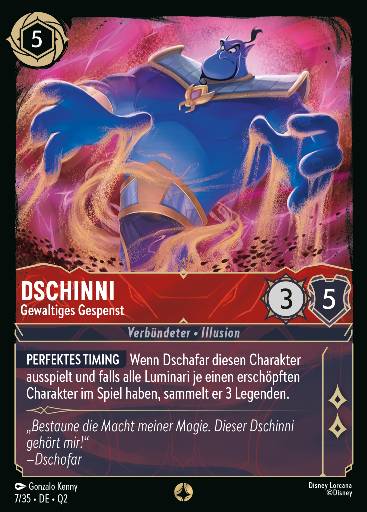 5
DSCHINNI
Gewaltiges Gespenst
3
5
Verbündeter • Illusion
PERFEKTES TIMING Wenn Dschafar diesen Charakter
ausspielt und falls alle Luminari je einen erschöpften
Charakter im Spiel haben, sammelt er 3 Legenden.
„Bestaune die Macht meiner Magie. Dieser Dschinni
gehört mir!“
–Dschofar
Gonzalo Kenny
7/35 • DE • Q2
Disney Lorcana
©Disney